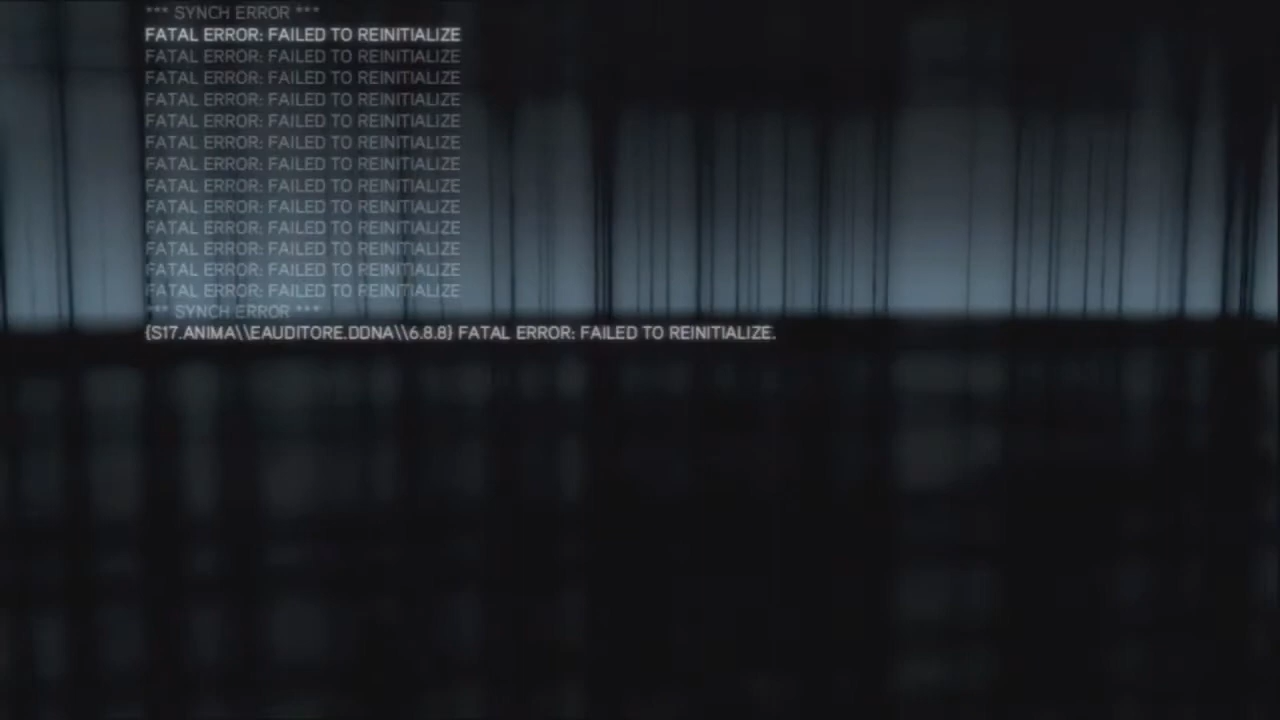 *** SYNCH ERROR ***
FATAL ERROR: FAILED TO REINITIALIZE
FATAL ERROR: FAILED TO REINITIALIZE
FATAL ERROR: FAILED TO REINITIALIZE
FATAL ERROR: FAILED TO REINITIALIZE
FATAL ERROR: FAILED TO REINITIALIZE
FATAL ERROR: FAILED TO REINITIALIZE
FATAL ERROR: FAILED TO REINITIALIZE
FATAL ERROR: FAILED TO REINITIALIZE
FATAL ERROR: FAILED TO REINITIALIZE
FATAL ERROR: FAILED TO REINITIALIZE
FATAL ERROR: FAILED TO REINITIALIZE
FATAL ERROR: FAILED TO REINITIALIZE
FATAL ERROR: FAILED TO REINITIALIZE
*** SYNCH ERROR ***
{S17.ANIMA\\EAUDITORE.DDNA\\6.8.8} FATAL ERROR: FAILED TO REINITIALIZE.